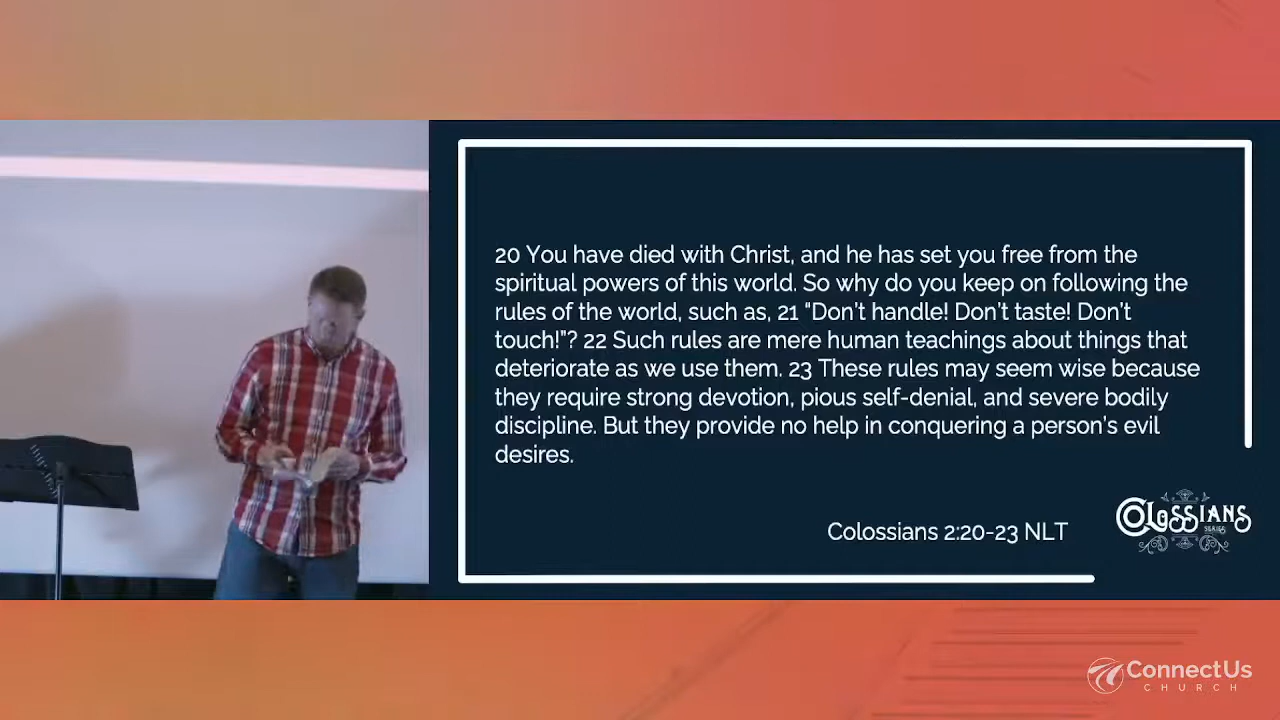 20 You have died with Christ, and he has set you free from the
spiritual powers of this world. So why do you keep on following the
rules of the world, such as, 21 “Don’t handle! Don’t taste! Don’t
touch!”? 22 Such rules are mere human teachings about things that
deteriorate as we use them. 23 These rules may seem wise because
they require strong devotion, pious self-denial, and severe bodily
discipline. But they provide no help in conquering a person’s evil
desires.
Colossians 2:20-23 NLT
COLOSSIANS
SERIES
ConnectUs
CHURCH